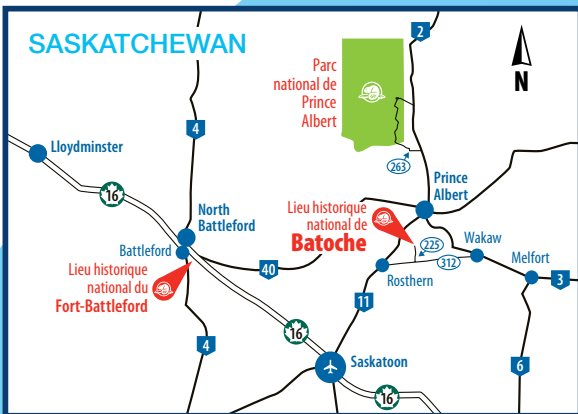 SASKATCHEWAN
2
Parc
national de
Prince
Albert
N
4
263
Lloydminster
16
Prince
Albert
North
Battleford
Lieu historique
national de
Batoche
225
Wakaw
312
Battleford
Melfort
Lieu historique
national du
Fort-Battleford
40
Rosthern
3
11
16
4
Saskatoon
6
16